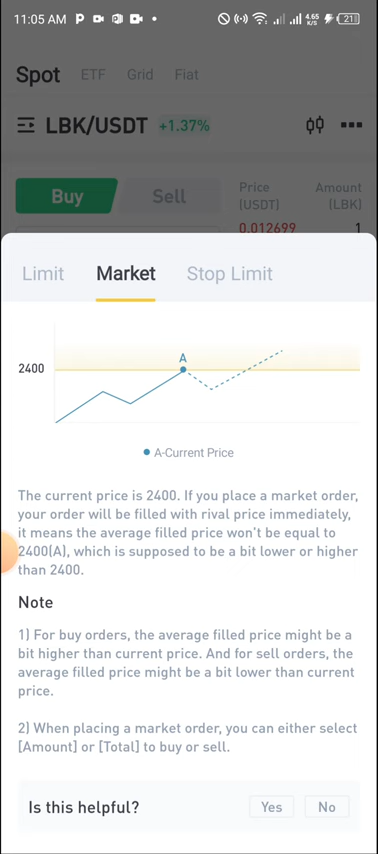 11:05 AM
4.65 K/S
21
Spot ETF Grid Fiat
LBK/USDT +1.37%
Buy Sell
Price (USDT)
Amount (LBK)
0.012699 1
Limit Market Stop Limit
A
2400
A-Current Price
The current price is 2400. If you place a market order,
your order will be filled with rival price immediately,
it means the average filled price won't be equal to
2400(A), which is supposed to be a bit lower or higher
than 2400.
Note
1) For buy orders, the average filled price might be a
bit higher than current price. And for sell orders, the
average filled price might be a bit lower than current
price.
2) When placing a market order, you can either select
[Amount] or [Total] to buy or sell.
Is this helpful? Yes No